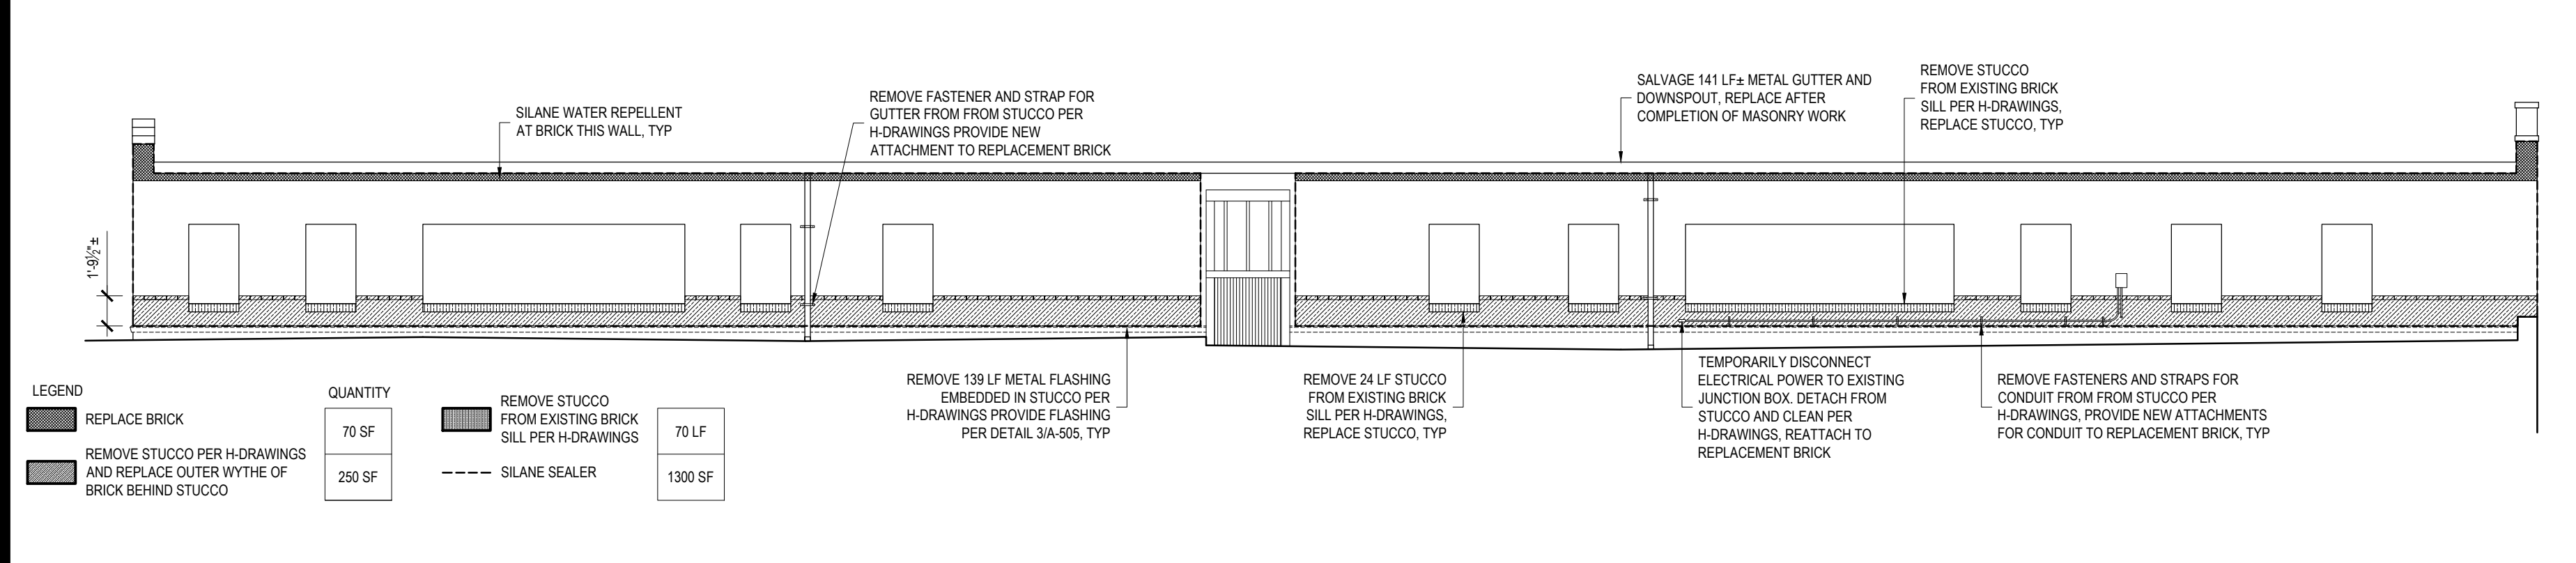 SILANE WATER REPELLENT
AT BRICK THIS WALL, TYP
REMOVE FASTENER AND STRAP FOR
GUTTER FROM FROM STUCCO PER
H-DRAWINGS PROVIDE NEW
ATTACHMENT TO REPLACEMENT BRICK
SALVAGE 141 LF± METAL GUTTER AND
DOWNSPOUT, REPLACE AFTER
COMPLETION OF MASONRY WORK
REMOVE STUCCO
FROM EXISTING BRICK
SILL PER H-DRAWINGS,
REPLACE STUCCO, TYP
1'-9½" ±
REMOVE 139 LF METAL FLASHING
EMBEDDED IN STUCCO PER
H-DRAWINGS PROVIDE FLASHING
PER DETAIL 3/A-505, TYP
REMOVE 24 LF STUCCO
FROM EXISTING BRICK
SILL PER H-DRAWINGS,
REPLACE STUCCO, TYP
TEMPORARILY DISCONNECT
ELECTRICAL POWER TO EXISTING
JUNCTION BOX. DETACH FROM
STUCCO AND CLEAN PER
H-DRAWINGS, REATTACH TO
REPLACEMENT BRICK
REMOVE FASTENERS AND STRAPS FOR
CONDUIT FROM FROM STUCCO PER
H-DRAWINGS, PROVIDE NEW ATTACHMENTS
FOR CONDUIT TO REPLACEMENT BRICK, TYP
LEGEND
QUANTITY
REPLACE BRICK
70 SF
REMOVE STUCCO PER H-DRAWINGS
AND REPLACE OUTER WYTHE OF
BRICK BEHIND STUCCO
250 SF
REMOVE STUCCO
FROM EXISTING BRICK
SILL PER H-DRAWINGS
70 LF
SILANE SEALER
1300 SF